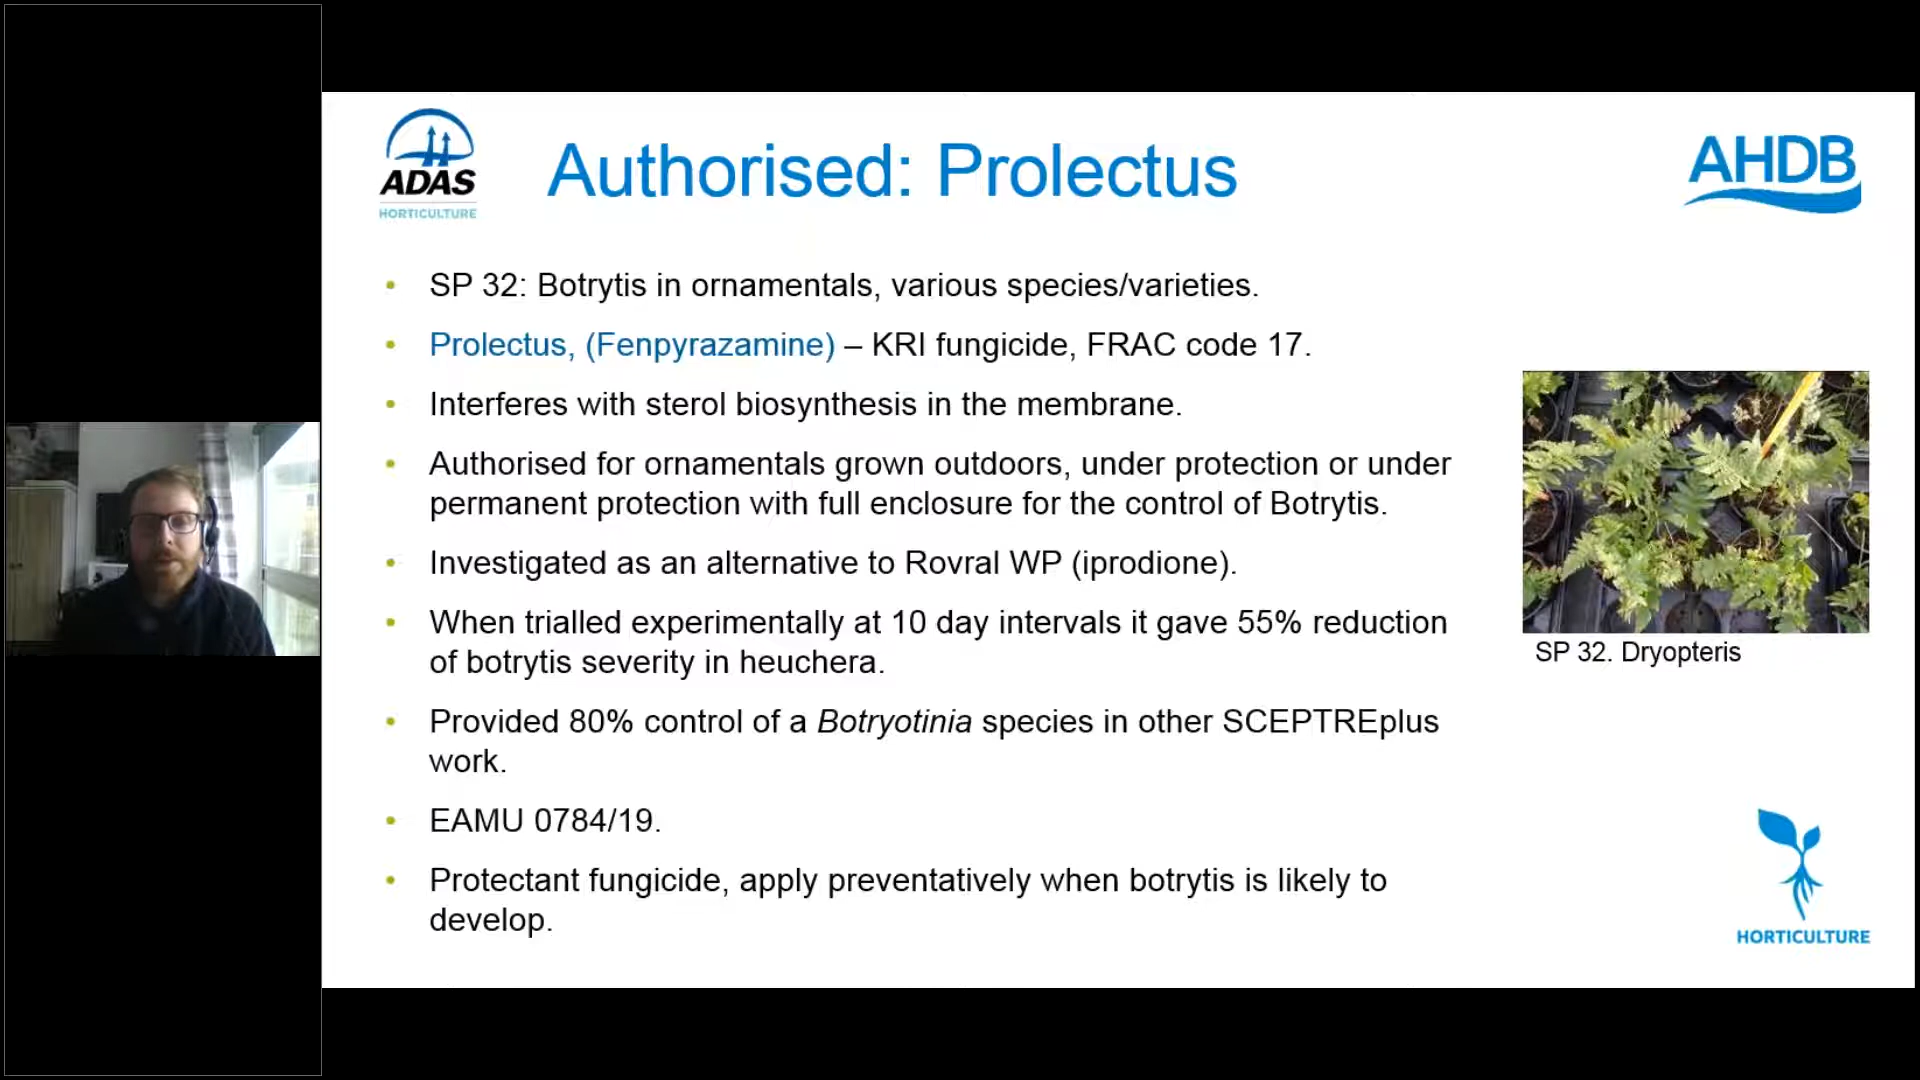 ADAS
HORTICULTURE
Authorised: Prolectus
AHDB
• SP 32: Botrytis in ornamentals, various species/varieties.
• Prolectus, (Fenpyrazamine) – KRI fungicide, FRAC code 17.
• Interferes with sterol biosynthesis in the membrane.
• Authorised for ornamentals grown outdoors, under protection or under
permanent protection with full enclosure for the control of Botrytis.
• Investigated as an alternative to Rovral WP (iprodione).
• When trialled experimentally at 10 day intervals it gave 55% reduction
of botrytis severity in heuchera.
• Provided 80% control of a Botryotinia species in other SCEPTREplus
work.
• EAMU 0784/19.
• Protectant fungicide, apply preventatively when botrytis is likely to
develop.
SP 32. Dryopteris
HORTICULTURE